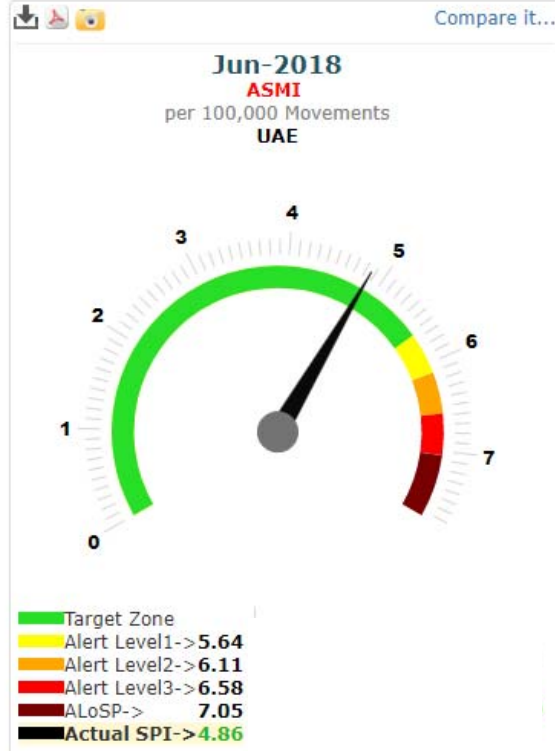 Compare it...
Jun-2018
ASMI
per 100,000 Movements
UAE
0
1
2
3
4
5
6
7
Target Zone
Alert Level1->5.64
Alert Level2->6.11
Alert Level3->6.58
ALoSP-> 7.05
Actual SPI->4.86